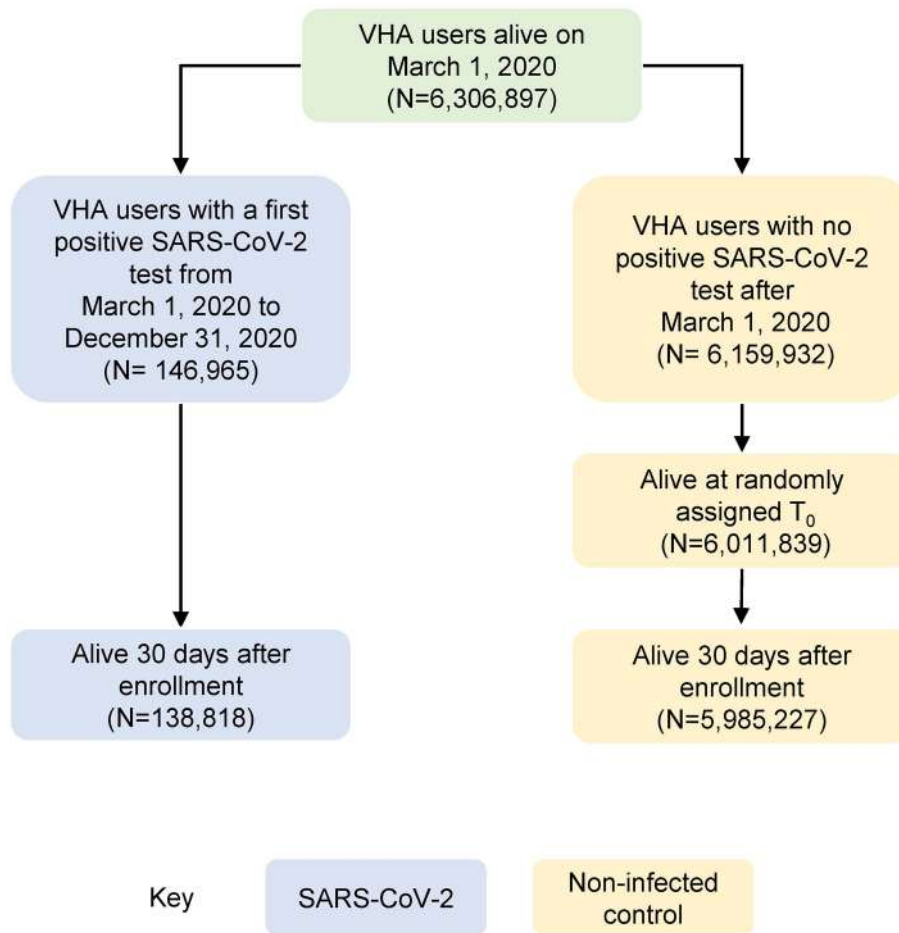 VHA users alive on
March 1, 2020
(N=6,306,897)
VHA users with a first
positive SARS-CoV-2
test from
March 1, 2020 to
December 31, 2020
(N= 146,965)
VHA users with no
positive SARS-CoV-2
test after
March 1, 2020
(N= 6,159,932)
Alive at randomly
assigned T₀
(N=6,011,839)
Alive 30 days after
enrollment
(N=138,818)
Alive 30 days after
enrollment
(N=5,985,227)
Key
SARS-CoV-2
Non-infected
control